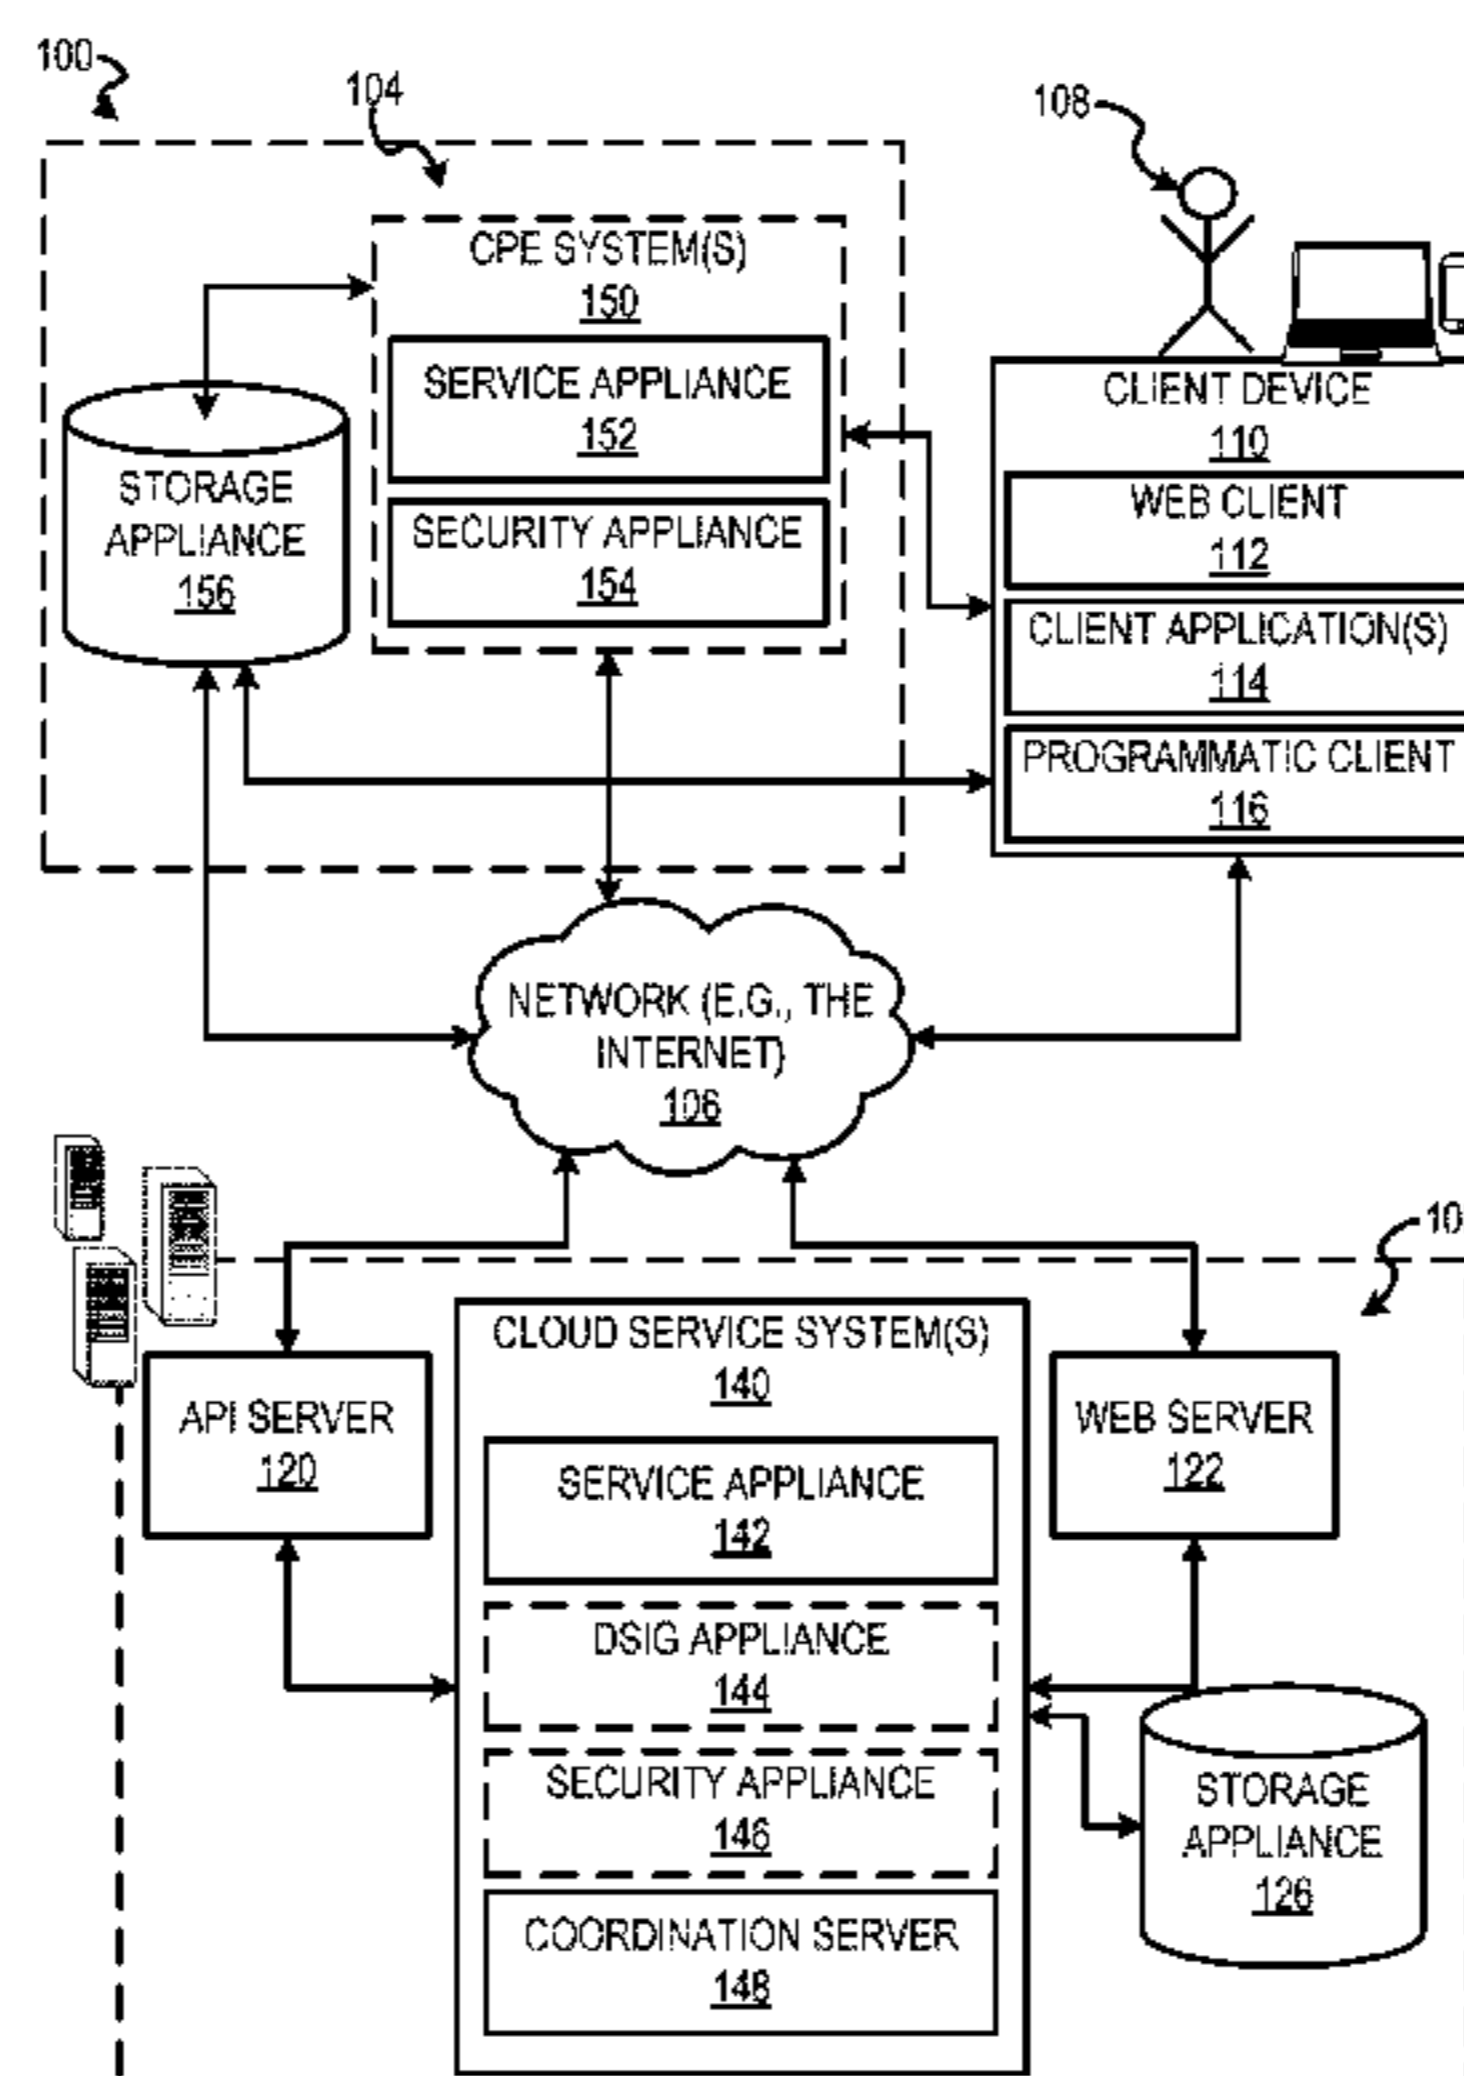 100
104
108
CPE SYSTEM(S)
150
SERVICE APPLIANCE
152
SECURITY APPLIANCE
154
STORAGE
APPLIANCE
156
CLIENT DEVICE
110
WEB CLIENT
112
CLIENT APPLICATION(S)
114
PROGRAMMATIC CLIENT
116
NETWORK (E.G., THE
INTERNET)
106
10
CLOUD SERVICE SYSTEM(S)
140
API SERVER
120
WEB SERVER
122
SERVICE APPLIANCE
142
DSIG APPLIANCE
144
SECURITY APPLIANCE
146
COORDINATION SERVER
148
STORAGE
APPLIANCE
126